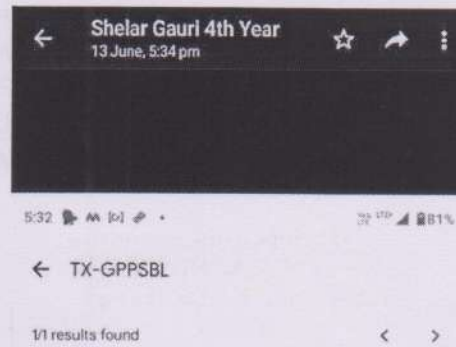 Shelar Gauri 4th Year
13 June, 5:34 pm
5:32
81%
TX-GPPSBL
1/1 results found